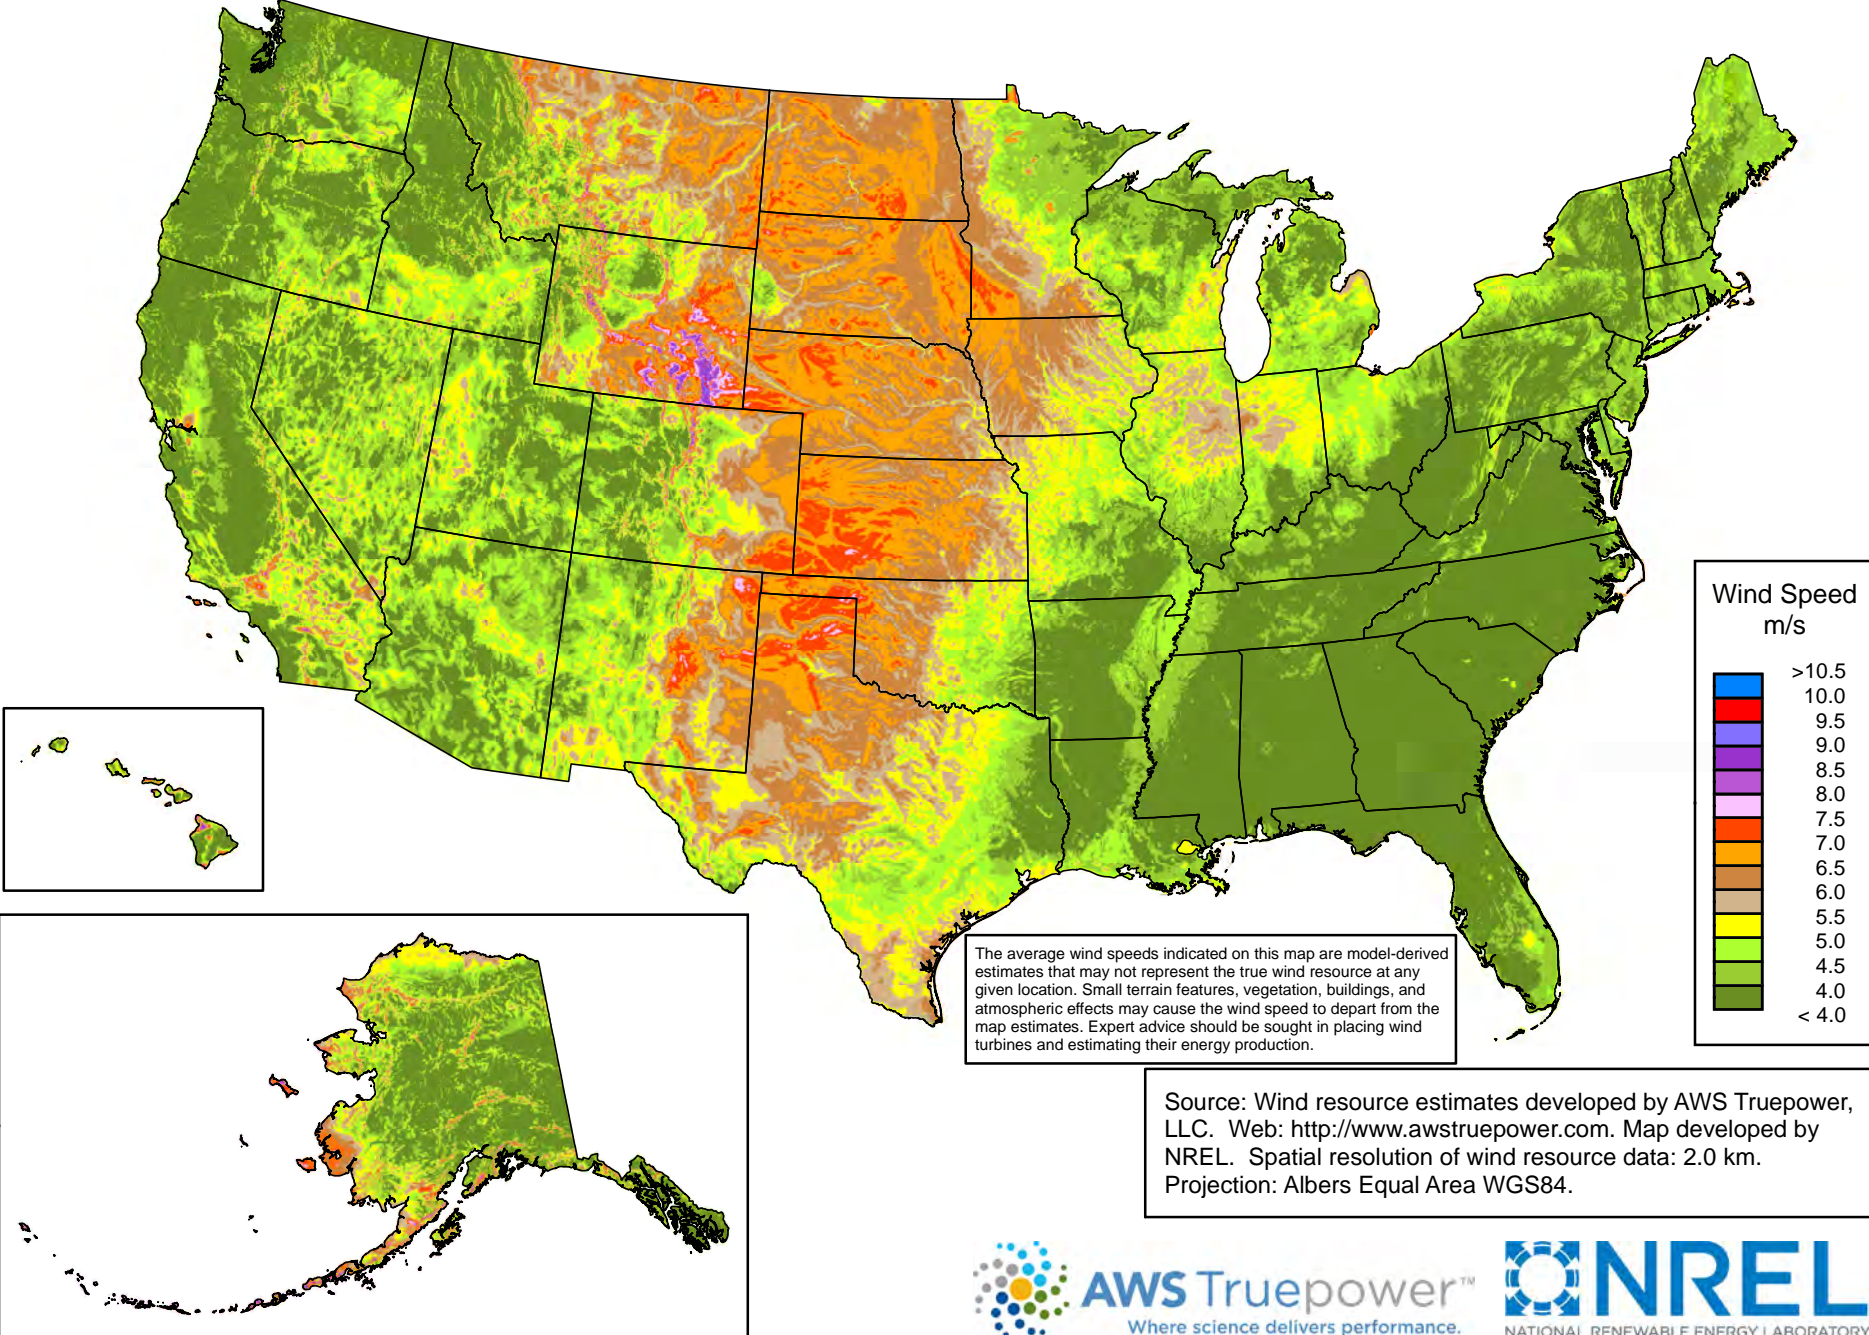 Wind Speed
m/s
>10.5
10.0
9.5
9.0
8.5
8.0
7.5
7.0
6.5
6.0
5.5
5.0
4.5
4.0
< 4.0
The average wind speeds indicated on this map are model-derived
estimates that may not represent the true wind resource at any
given location. Small terrain features, vegetation, buildings, and
atmospheric effects may cause the wind speed to depart from the
map estimates. Expert advice should be sought in placing wind
turbines and estimating their energy production.
Source: Wind resource estimates developed by AWS Truepower,
LLC. Web: http://www.awstruepower.com. Map developed by
NREL. Spatial resolution of wind resource data: 2.0 km.
Projection: Albers Equal Area WGS84.
AWS Truepower™
Where science delivers performance.
NREL
NATIONAL RENEWABLE ENERGY LABORATORY